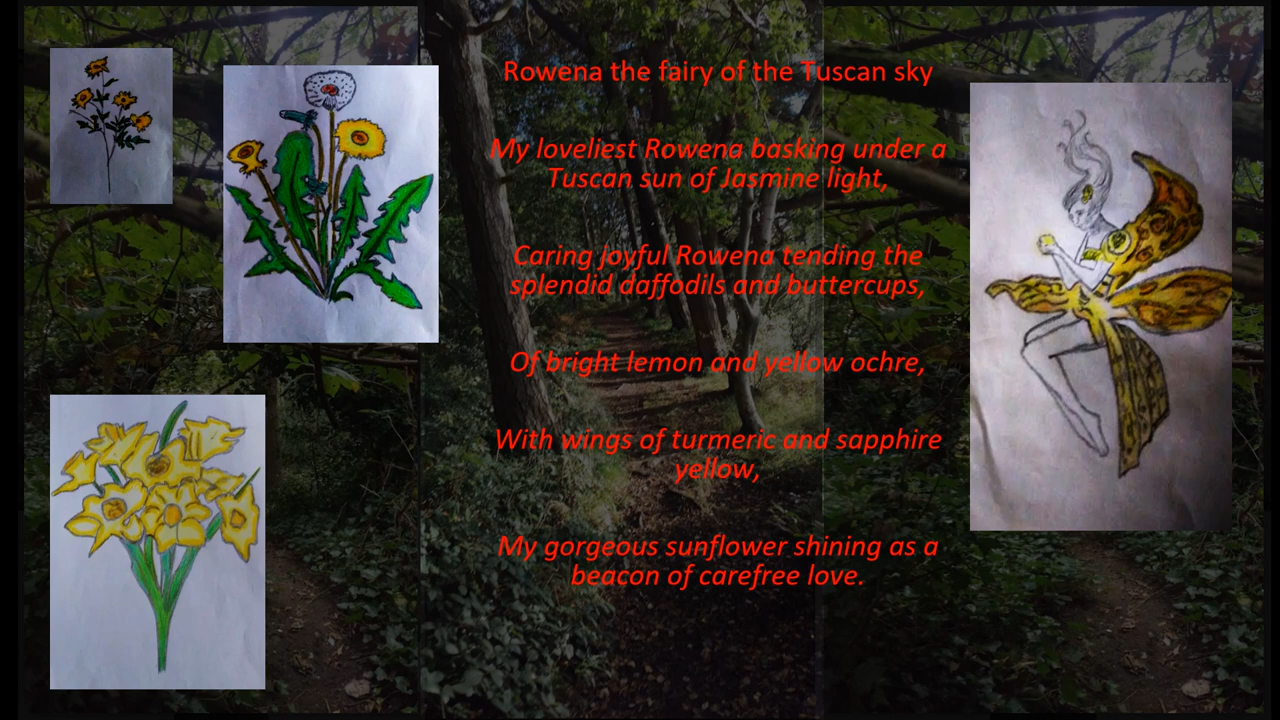 Rowena the fairy of the Tuscan sky
My loveliest Rowena basking under a
Tuscan sun of Jasmine light,
Caring joyful Rowena tending the
splendid daffodils and buttercups,
Of bright lemon and yellow ochre,
With wings of turmeric and sapphire
yellow,
My gorgeous sunflower shining as a
beacon of carefree love.